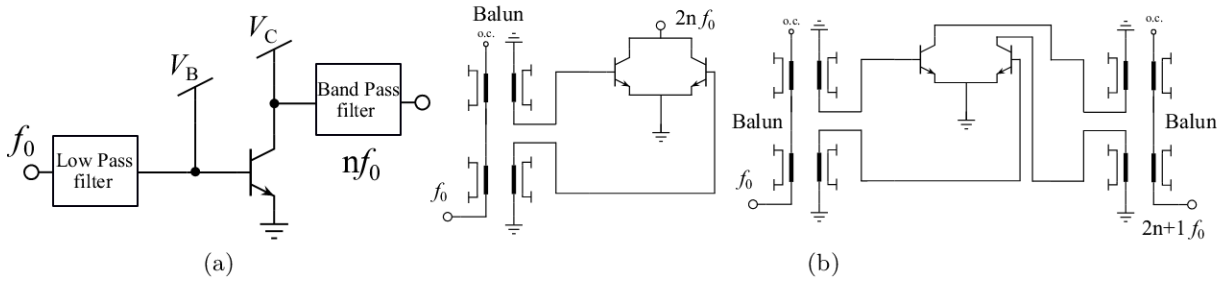 V_C
V_B
f_0
Low Pass
filter
Band Pass
filter
nf_0
(a)
Balun
o.c.
f_0
2n f_0
o.c.
Balun
f_0
o.c.
Balun
2n+1 f_0
(b)